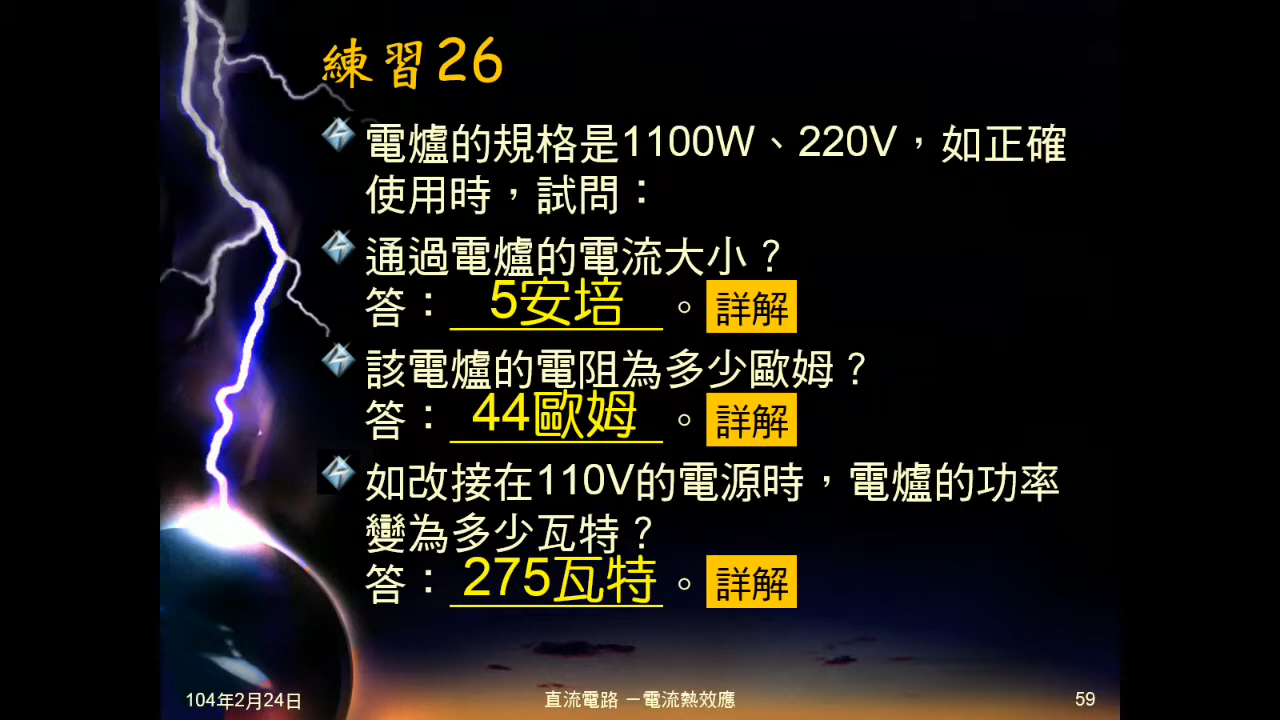 練習26
電爐的規格是1100W、220V，如正確
使用時，試問：
通過電爐的電流大小？
答：5安培。詳解
該電爐的電阻為多少歐姆？
答：44歐姆。詳解
如改接在110V的電源時，電爐的功率
變為多少瓦特？
答：275瓦特。詳解
104年2月24日
直流電路 －電流熱效應
59